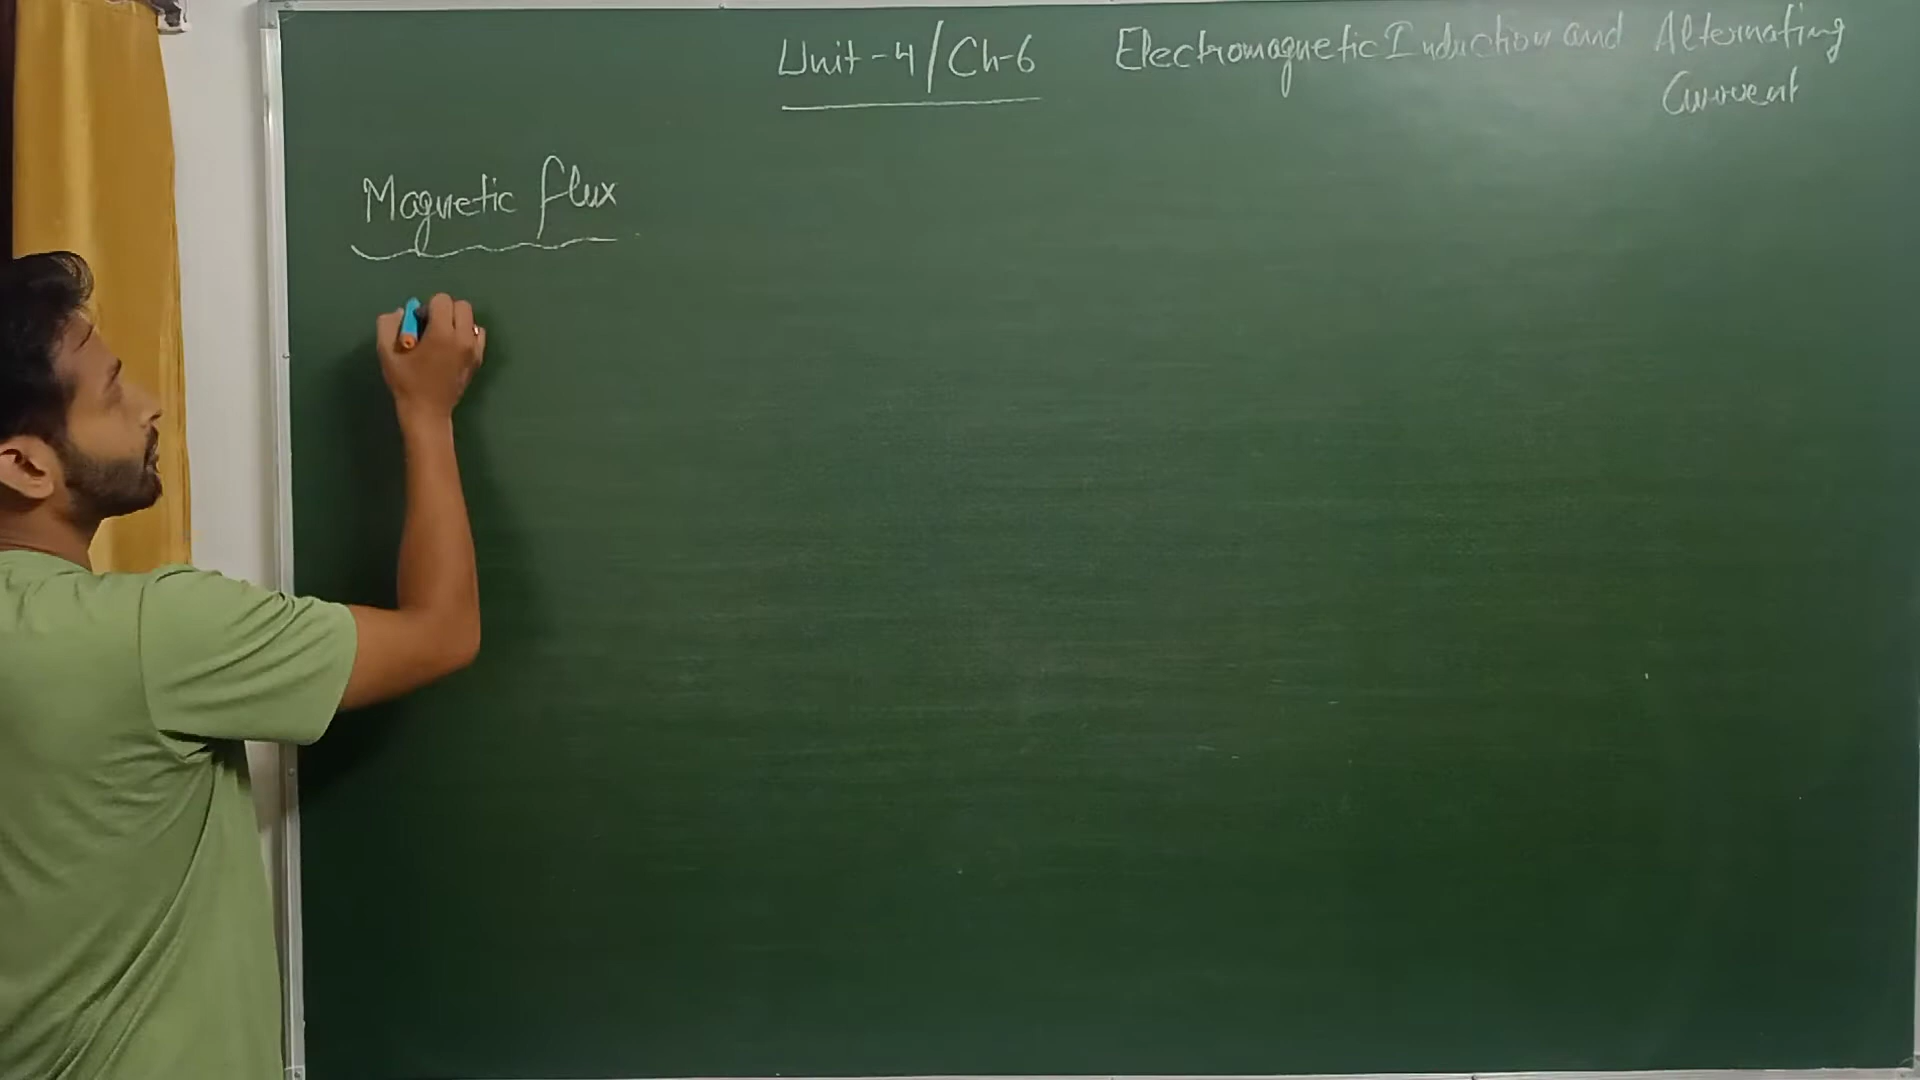 Unit-4/Ch-6 Electromagnetic Induction and Alternating
Current
Magnetic flux